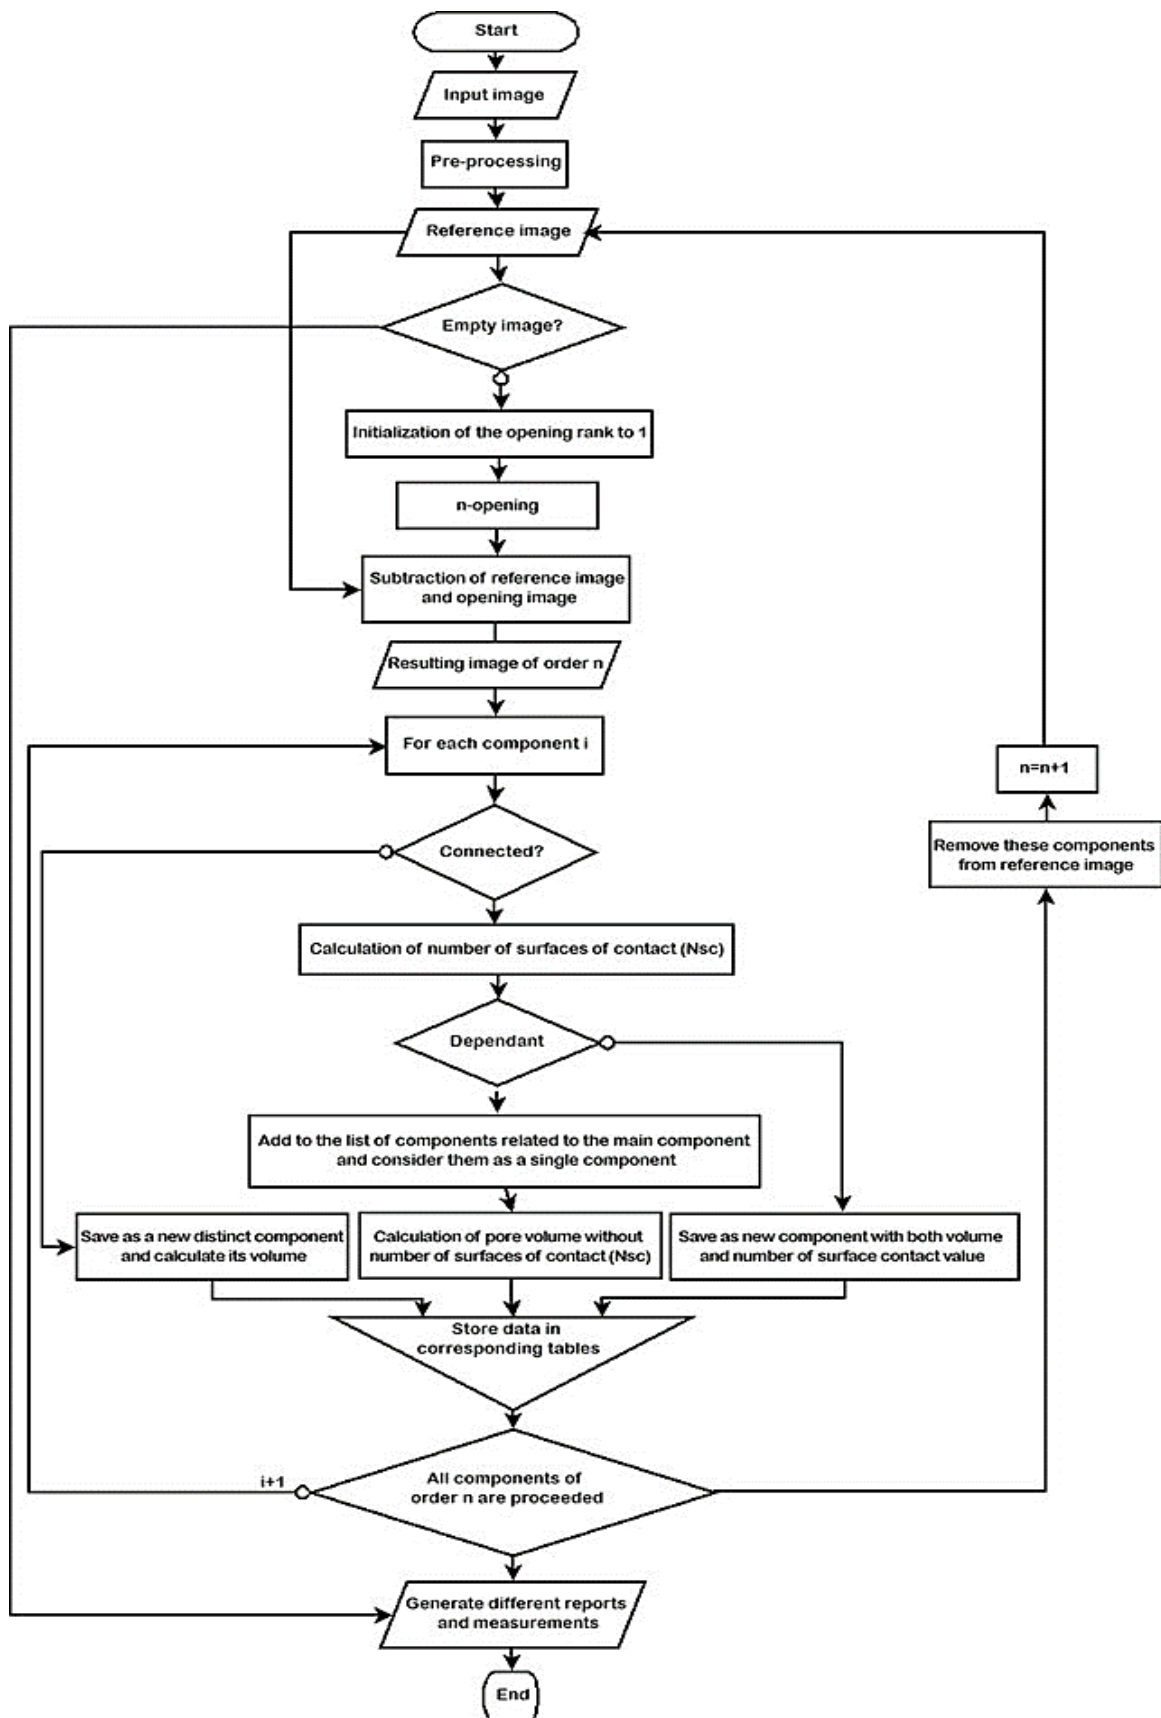 Start
Input image
Pre-processing
Reference image
Empty image?
Initialization of the opening rank to 1
n-opening
Subtraction of reference image
and opening image
Resulting image of order n
For each component i
n=n+1
Remove these components
from reference image
Connected?
Calculation of number of surfaces of contact (Nsc)
Dependant
Add to the list of components related to the main component
and consider them as a single component
Save as a new distinct component
and calculate its volume
Calculation of pore volume without
number of surfaces of contact (Nsc)
Save as new component with both volume
and number of surface contact value
Store data in
corresponding tables
i+1
All components of
order n are proceeded
Generate different reports
and measurements
End